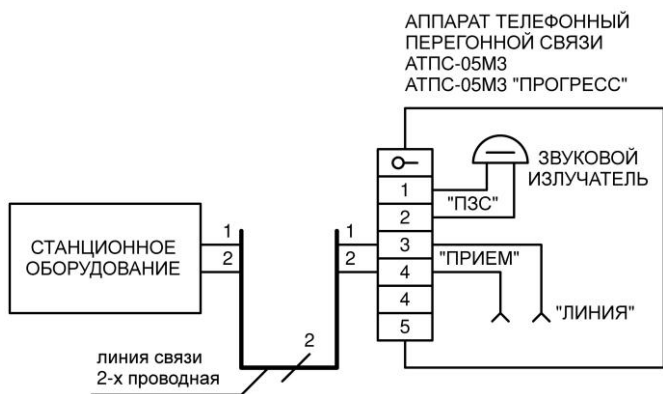 АППАРАТ ТЕЛЕФОННЫЙ
ПЕРЕГОННОЙ СВЯЗИ
АТПС-05М3
АТПС-05М3 "ПРОГРЕСС"
ЗВУКОВОЙ
ИЗЛУЧАТЕЛЬ
1
"ПЗС"
2
СТАНЦИОННОЕ
ОБОРУДОВАНИЕ
1
2
1
2
3
"ПРИЕМ"
4
4
"ЛИНИЯ"
5
2
линия связи
2-х проводная